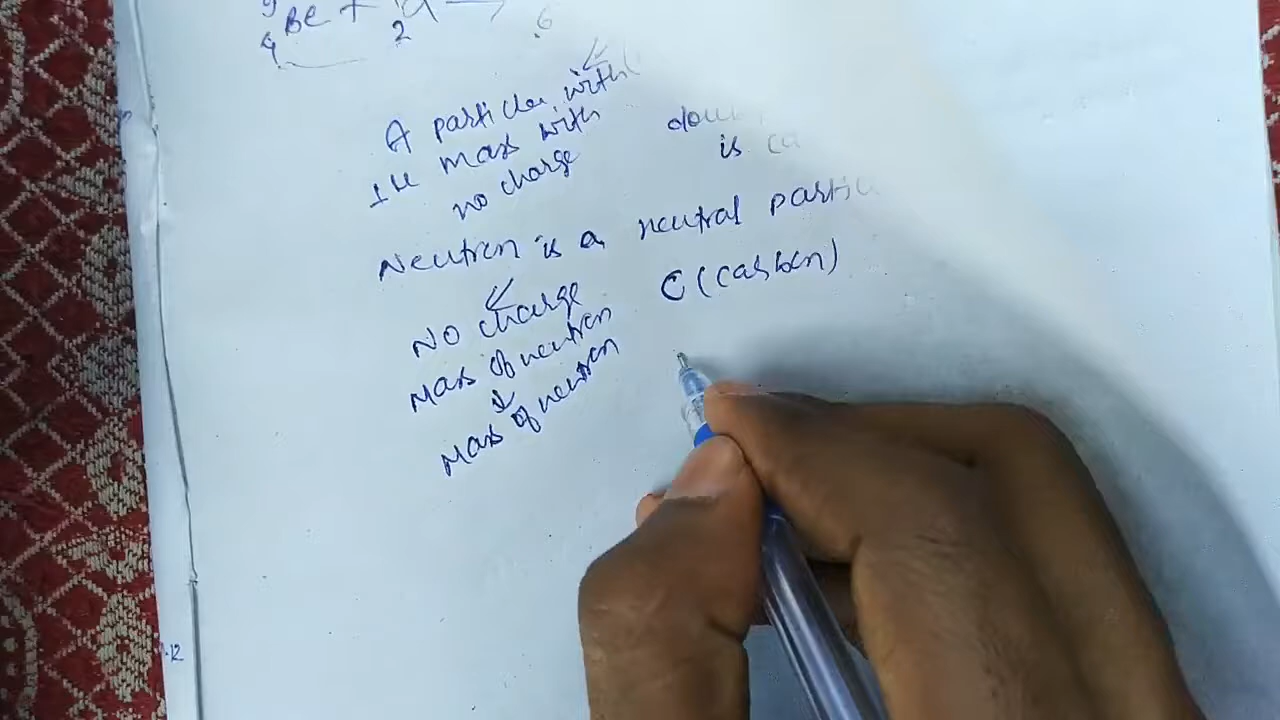 9
4 Be + 2 →
6
A particle with
1u mass with
no charge
is
Neutron is a neutral
No charge C (carbon)
Mass of neutron
Mass of neutron